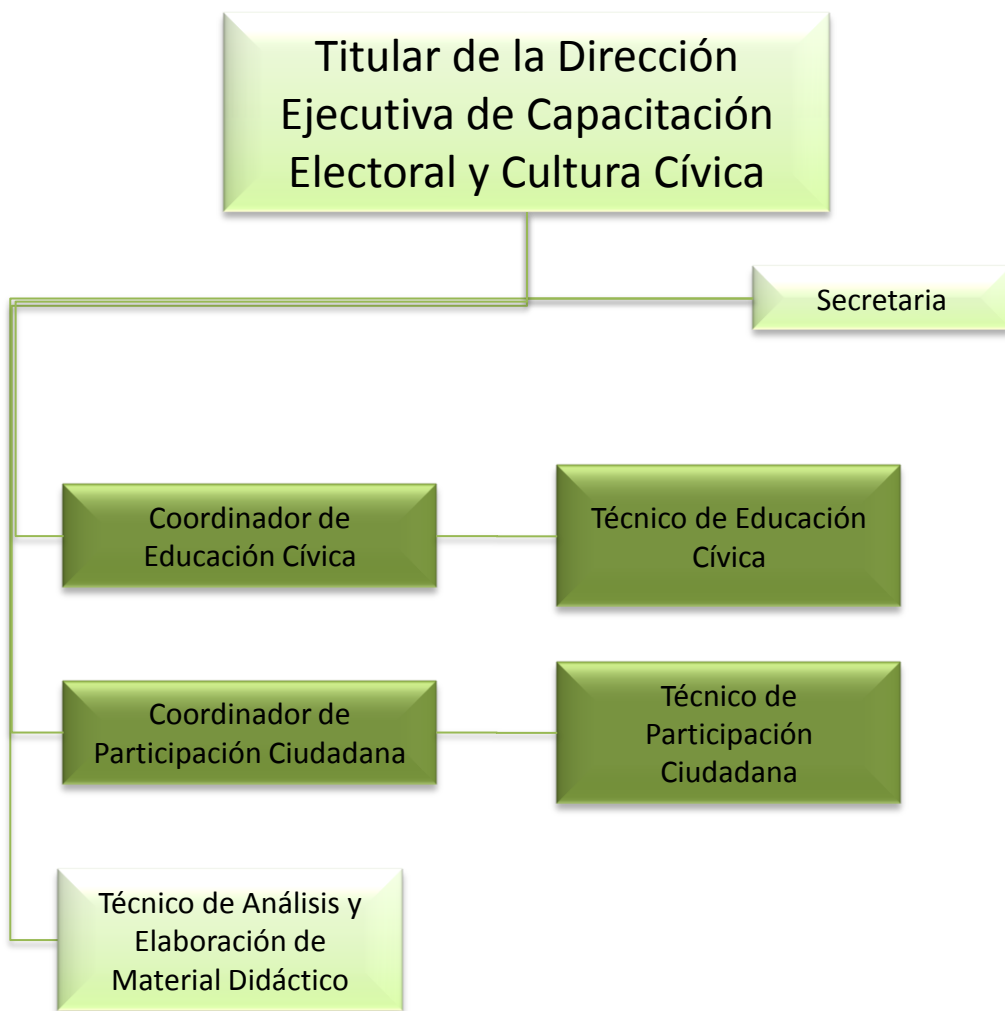 Titular de la Dirección
Ejecutiva de Capacitación
Electoral y Cultura Cívica
Secretaria
Coordinador de
Educación Cívica
Técnico de Educación
Cívica
Coordinador de
Participación Ciudadana
Técnico de
Participación
Ciudadana
Técnico de Análisis y
Elaboración de
Material Didáctico